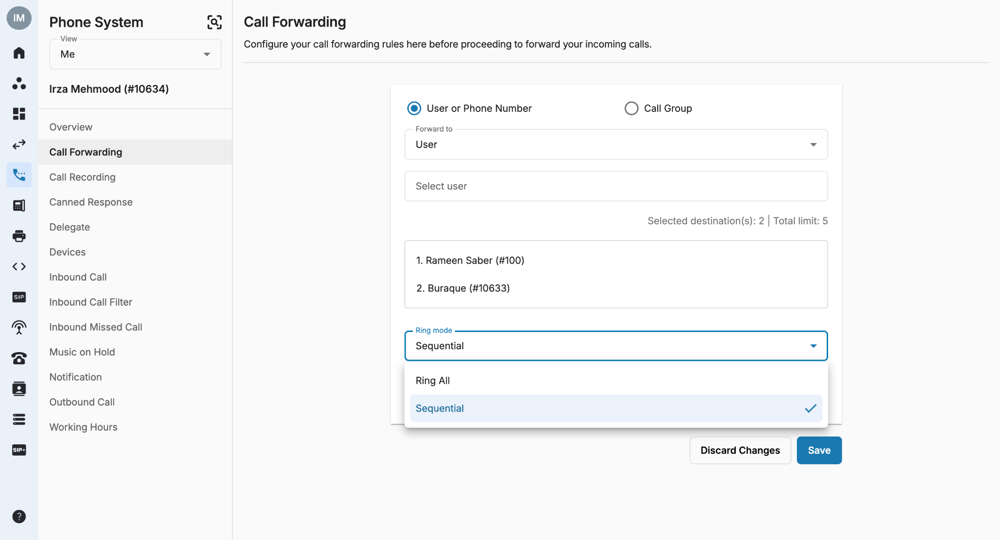 IM
Phone System
View
Me
Irza Mehmood (#10634)
Overview
Call Forwarding
Call Recording
Canned Response
Delegate
Devices
Inbound Call
Inbound Call Filter
Inbound Missed Call
Music on Hold
Notification
Outbound Call
Working Hours
SIP
SIP+
?
Call Forwarding
Configure your call forwarding rules here before proceeding to forward your incoming calls.
User or Phone Number
Call Group
Forward to
User
Select user
Selected destination(s): 2 | Total limit: 5
1. Rameen Saber (#100)
2. Buraque (#10633)
Ring mode
Sequential
Ring All
Sequential
Discard Changes
Save